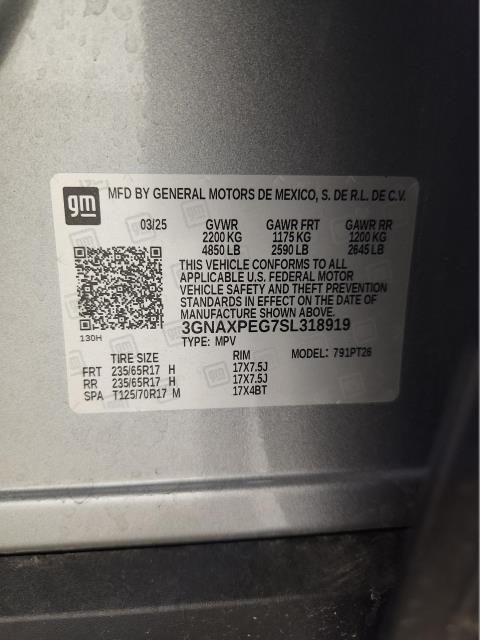 gm
MFD BY GENERAL MOTORS DE MEXICO, S. DE R.L. DE C.V.
03/25 GVWR GAWR FRT GAWR RR
2200 KG 1175 KG 1200 KG
4850 LB 2590 LB 2645 LB
THIS VEHICLE CONFORMS TO ALL
APPLICABLE U.S. FEDERAL MOTOR
VEHICLE SAFETY AND THEFT PREVENTION
STANDARDS IN EFFECT ON THE DATE OF
MANUFACTURE SHOWN ABOVE.
3GNAXPEG7SL318919
130H
TYPE: MPV
TIRE SIZE RIM MODEL: 791PT26
FRT 235/65R17 H 17X7.5J
RR 235/65R17 H 17X7.5J
SPA T125/70R17 M 17X4BT